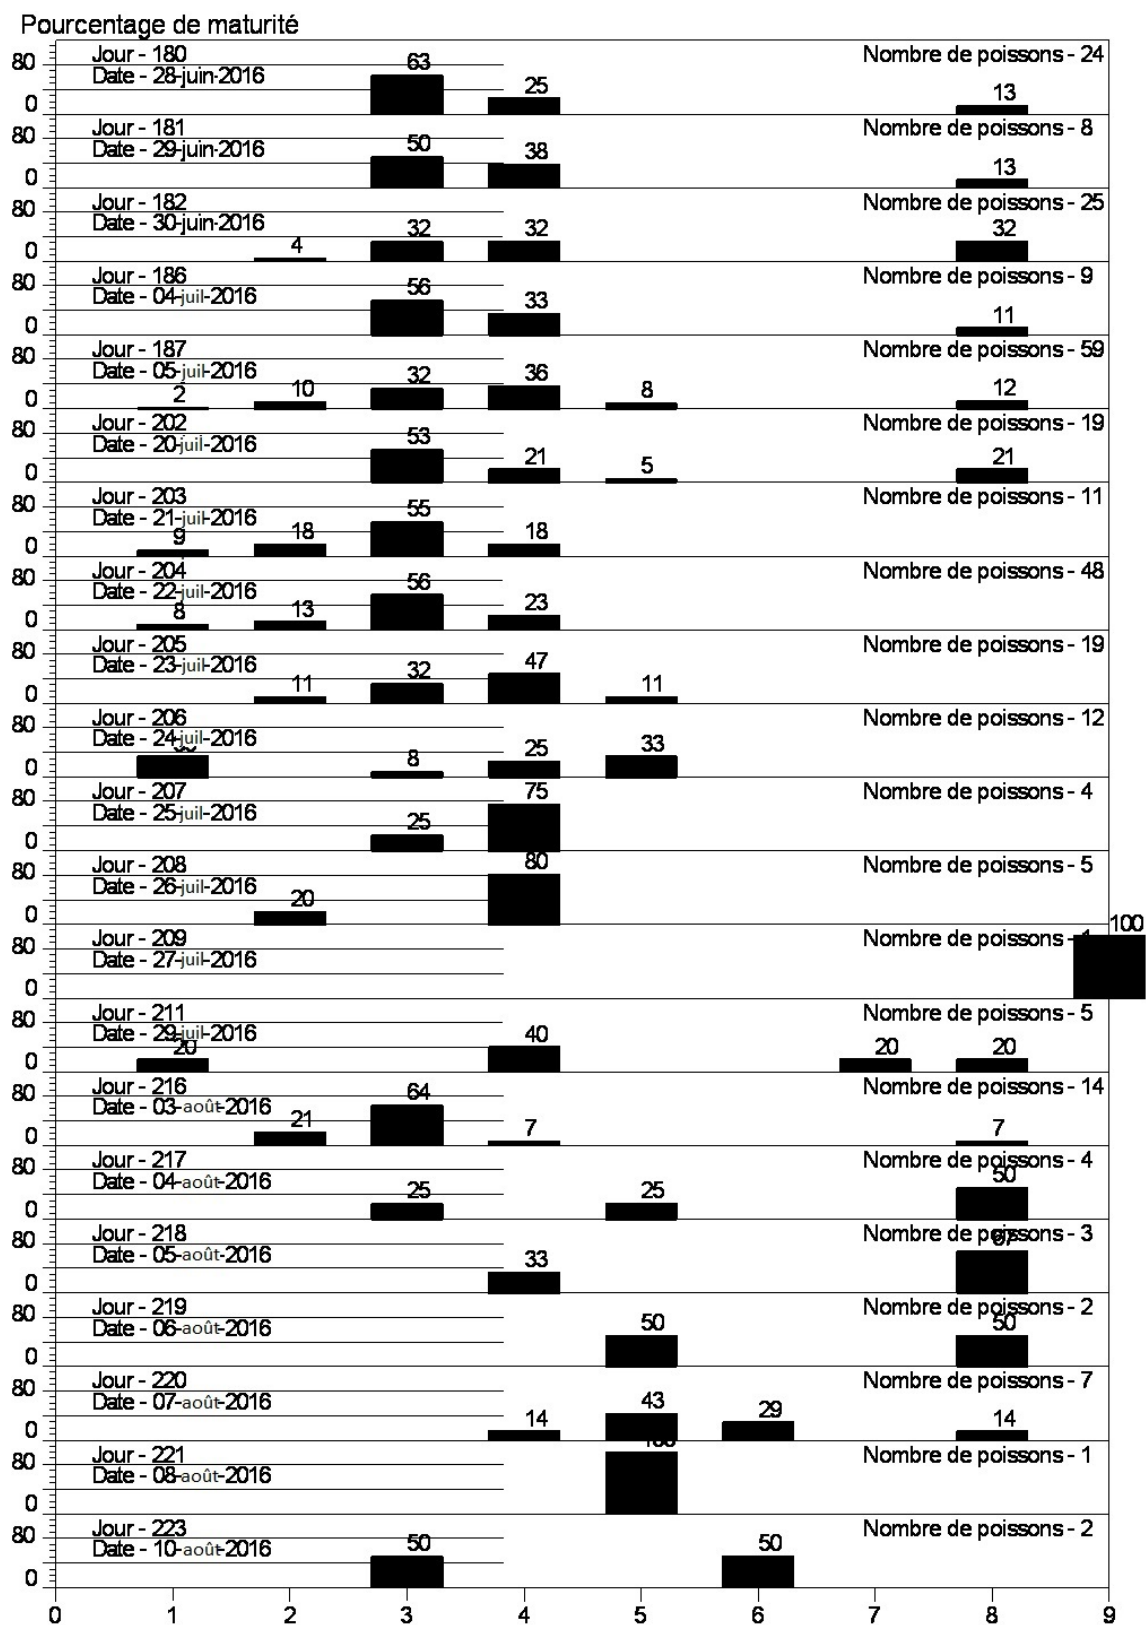 Pourcentage de maturité
Jour - 180 Nombre de poissons - 24
Date - 28-juin-2016
80 63 25 13
0
Jour - 181 Nombre de poissons - 8
Date - 29-juin-2016
80 50 38 13
0
Jour - 182 Nombre de poissons - 25
Date - 30-juin-2016
80 4 32 32 32
0
Jour - 186 Nombre de poissons - 9
Date - 04-juil-2016
80 56 33 11
0
Jour - 187 Nombre de poissons - 59
Date - 05-juil-2016
80 2 10 32 36 8 12
0
Jour - 202 Nombre de poissons - 19
Date - 20-juil-2016
80 53 21 5 21
0
Jour - 203 Nombre de poissons - 11
Date - 21-juil-2016
80 9 18 55 18
0
Jour - 204 Nombre de poissons - 48
Date - 22-juil-2016
80 8 13 56 23
0
Jour - 205 Nombre de poissons - 19
Date - 23-juil-2016
80 11 32 47 11
0
Jour - 206 Nombre de poissons - 12
Date - 24-juil-2016
80 8 25 33
0
Jour - 207 Nombre de poissons - 4
Date - 25-juil-2016
80 25 75
0
Jour - 208 Nombre de poissons - 5
Date - 26-juil-2016
80 20 80
0
Jour - 209 Nombre de poissons -
Date - 27-juil-2016
80 100
0
Jour - 211 Nombre de poissons - 5
Date - 29-juil-2016
80 20 40 20 20
0
Jour - 216 Nombre de poissons - 14
Date - 03-août-2016
80 21 64 7 7
0
Jour - 217 Nombre de poissons - 4
Date - 04-août-2016
80 25 25 50
0
Jour - 218 Nombre de poissons - 3
Date - 05-août-2016
80 33 67
0
Jour - 219 Nombre de poissons - 2
Date - 06-août-2016
80 50 50
0
Jour - 220 Nombre de poissons - 7
Date - 07-août-2016
80 14 43 29 14
0
Jour - 221 Nombre de poissons - 1
Date - 08-août-2016
80
0
Jour - 223 Nombre de poissons - 2
Date - 10-août-2016
80 50 50
0
0 1 2 3 4 5 6 7 8 9